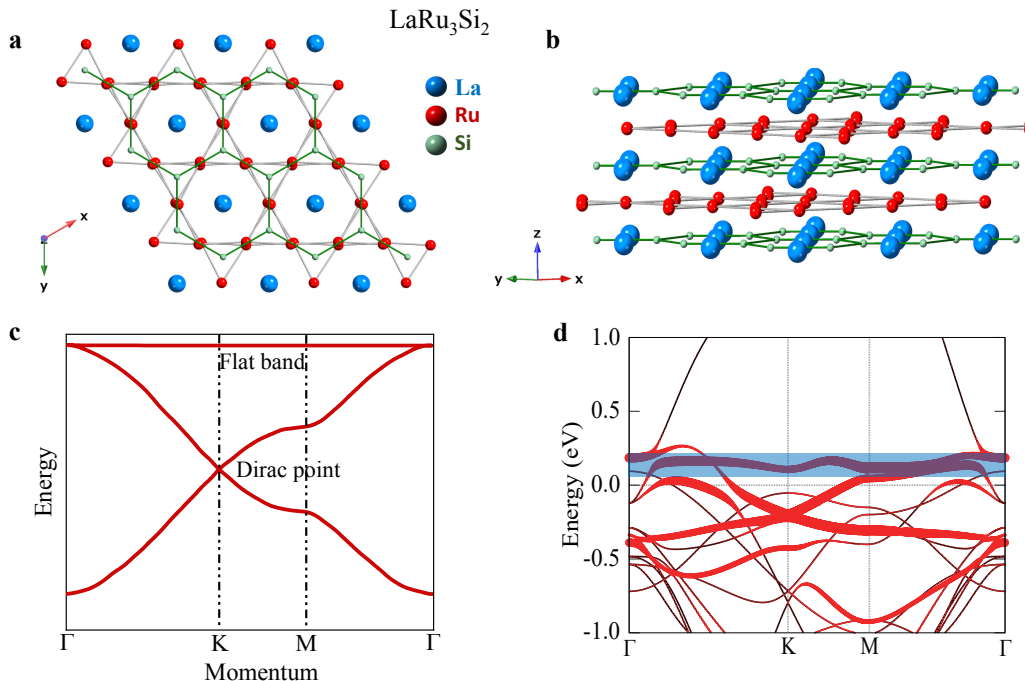 LaRu₃Si₂
a
La
Ru
Si
x
y
b
z
y
x
c
Flat band
Dirac point
Energy
Γ
K
M
Γ
Momentum
d
1.0
0.5
0.0
-0.5
-1.0
Energy (eV)
Γ
K
M
Γ